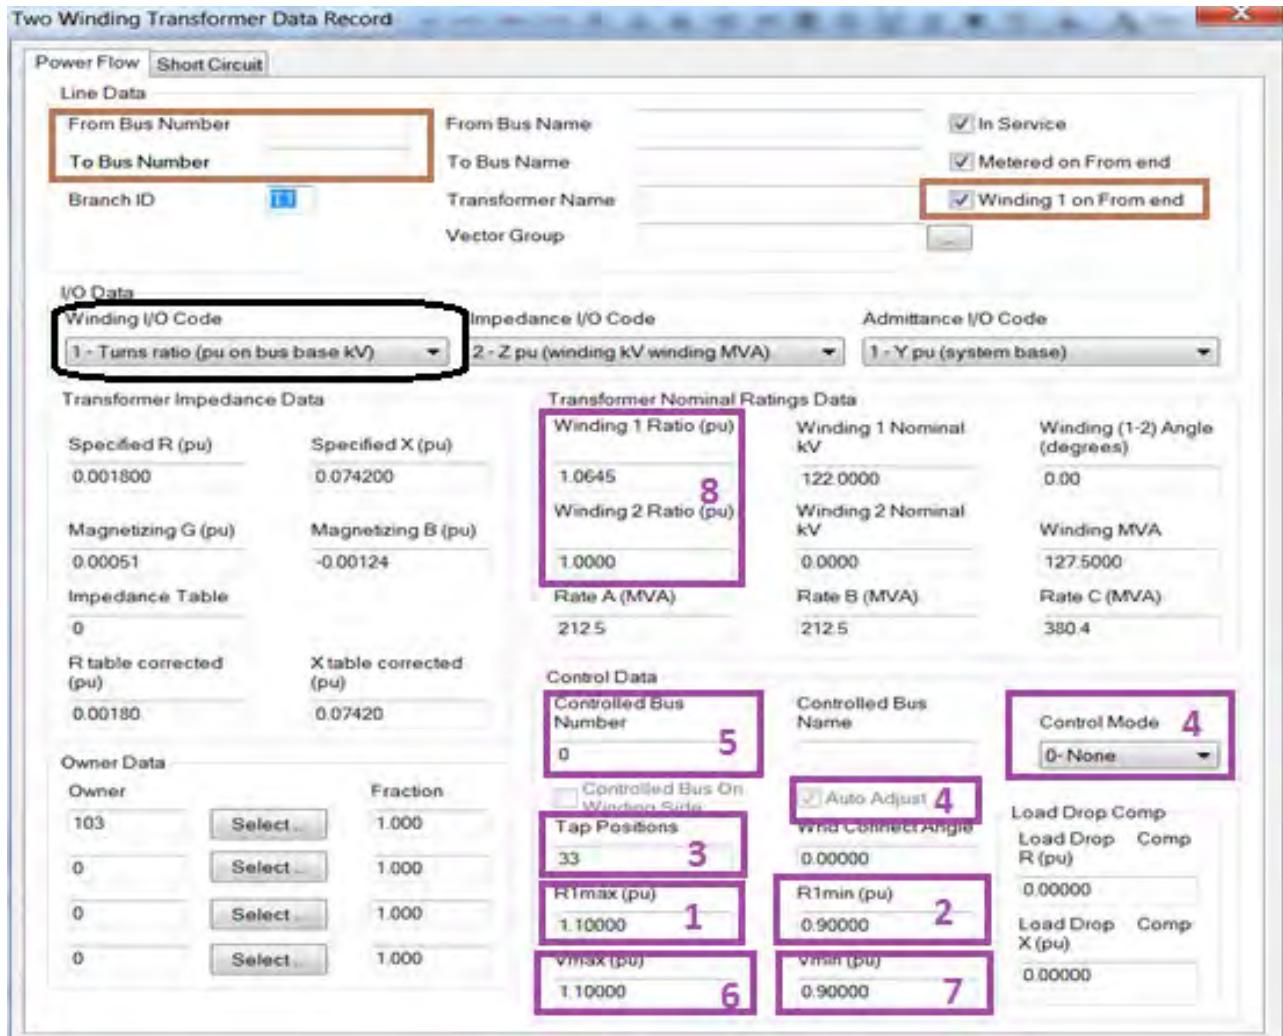 Two Winding Transformer Data Record
Power Flow Short Circuit
Line Data
From Bus Number From Bus Name In Service
To Bus Number To Bus Name Metered on From end
Branch ID Transformer Name Winding 1 on From end
Vector Group ...
I/O Data
Winding I/O Code Impedance I/O Code Admittance I/O Code
1 - Turns ratio (pu on bus base kV) 2 - Z pu (winding kV winding MVA) 1 - Y pu (system base)
Transformer Impedance Data Transformer Nominal Ratings Data
Specified R (pu) Specified X (pu) Winding 1 Ratio (pu) Winding 1 Nominal kV Winding (1-2) Angle (degrees)
0.001800 0.074200 1.0645 8 122.0000 0.00
Magnetizing G (pu) Magnetizing B (pu) Winding 2 Ratio (pu) Winding 2 Nominal kV Winding MVA
0.00051 -0.00124 1.0000 0.0000 127.5000
Impedance Table Rate A (MVA) Rate B (MVA) Rate C (MVA)
0 212.5 212.5 380.4
R table corrected (pu) X table corrected (pu)
0.00180 0.07420
Control Data
Controlled Bus Number Controlled Bus Name Control Mode 4
0 5 0- None
Owner Data
Owner Fraction Controlled Bus On Winding Side Auto Adjust 4 Load Drop Comp
103 Select... 1.000 Tap Positions Wnd Connect Angle Load Drop Comp R (pu)
0 Select... 1.000 33 3 0.00000 0.00000
0 Select... 1.000 R1max (pu) R1min (pu) Load Drop Comp X (pu)
1.10000 1 0.90000 2
0 Select... 1.000 Vmax (pu) Vmin (pu) 0.00000
1.10000 6 0.90000 7